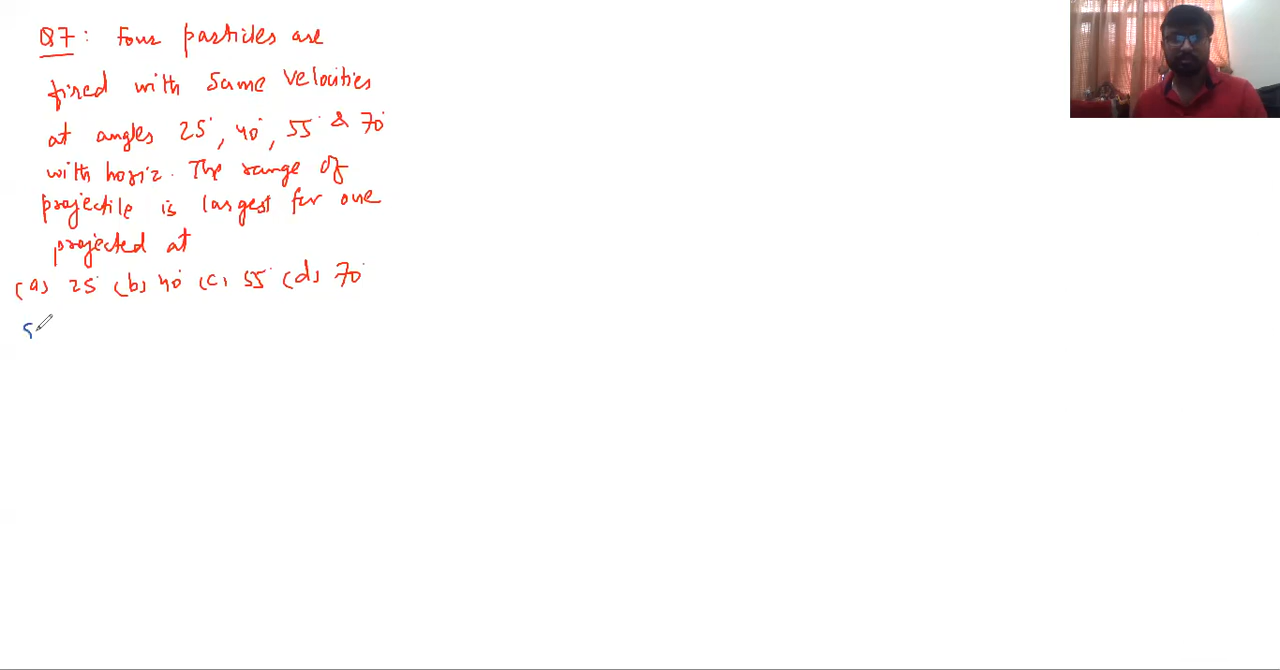 Q7: Four particles are
fired with same velocities
at angles 25°, 40°, 55° & 70°
with horiz. The range of
projectile is largest for one
projected at
(a) 25° (b) 40° (c) 55° (d) 70°
S